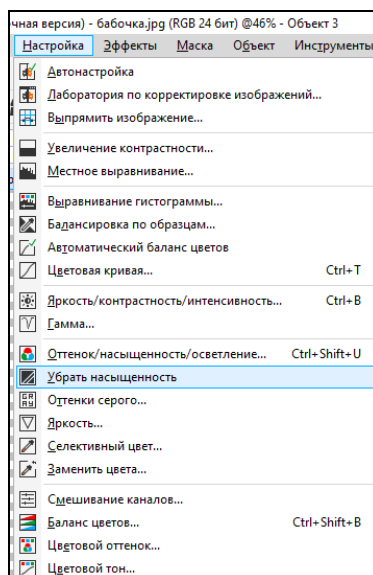 чная версия) - бабочка.jpg (RGB 24 бит) @46% - Объект 3
Настройка Эффекты Маска Объект Инструменты
Автонастройка
Лаборатория по корректировке изображений...
Выпрямить изображение...
Увеличение контрастности...
Местное выравнивание...
Выравнивание гистограммы...
Балансировка по образцам...
Автоматический баланс цветов
Цветовая кривая... Ctrl+T
Яркость/контрастность/интенсивность... Ctrl+B
Гамма...
Оттенок/насыщенность/осветление... Ctrl+Shift+U
Убрать насыщенность
Оттенки серого...
Яркость...
Селективный цвет...
Заменить цвета...
Смешивание каналов...
Баланс цветов... Ctrl+Shift+B
Цветовой оттенок...
Цветовой тон...